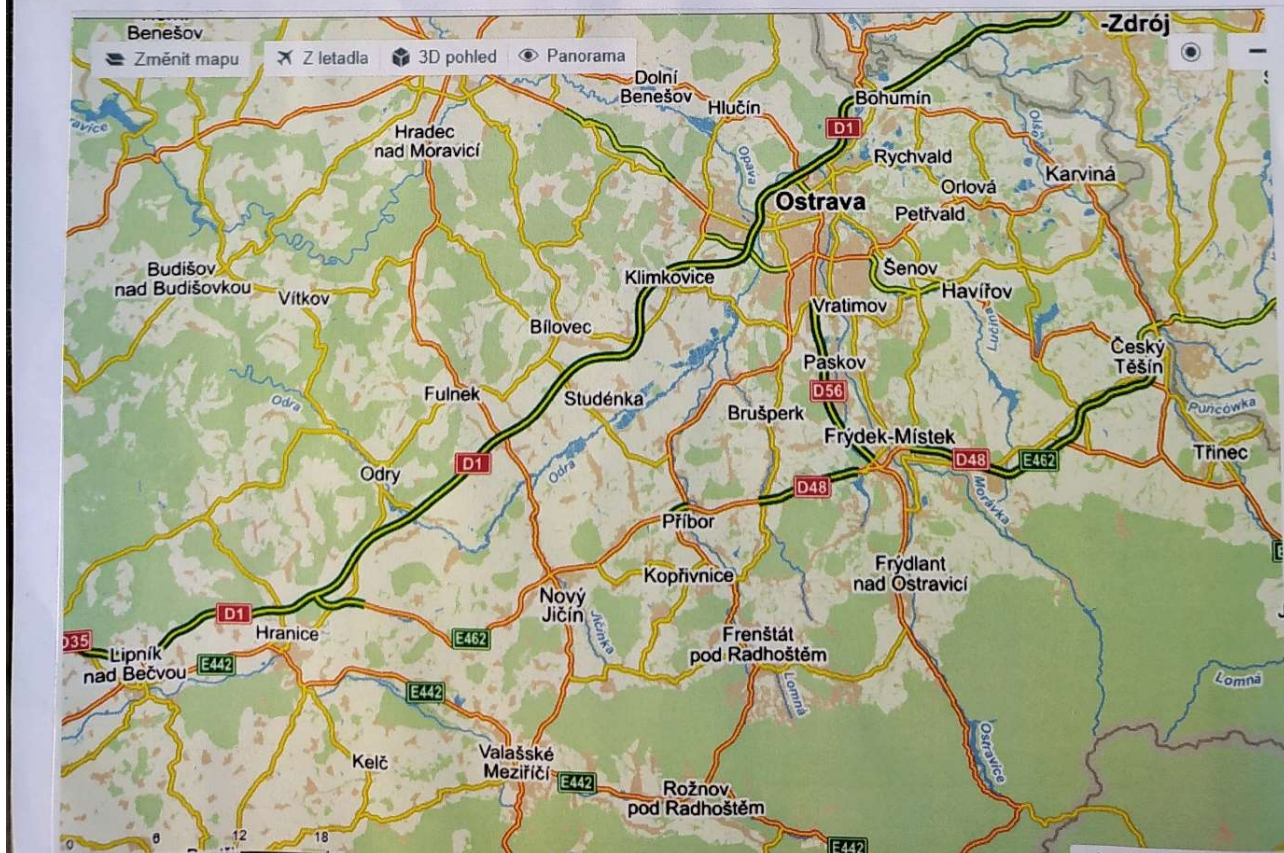 Benešov
Změnit mapu
Z letadla
3D pohled
Panorama
-Zdrój
Dolní
Benešov
Hlučín
Bohumín
D1
Hradec
nad Moravicí
Opava
Rychvald
Olše
Karviná
Orlová
Ostrava
Petřvald
Budišov
nad Budišovkou
Vítkov
Klimkovice
Šenov
Havířov
Vratimov
Lučina
Bílovec
Český
Těšín
Paskov
D56
Fulnek
Studénka
Odra
Brušperk
Puncówka
Frýdek-Místek
Třinec
D1
D48
E462
Odry
Odra
D48
Morávka
Příbor
Frýdlant
nad Ostravicí
Kopřivnice
Nový
Jičín
D1
Jičínka
Hranice
E462
D35
Lipník
nad Bečvou
E442
Frenštát
pod Radhoštěm
E442
Lomná
Lomná
Ostravice
Valašské
Meziříčí
Kelč
E442
Rožnov
pod Radhoštěm
E442
0 6 12 18